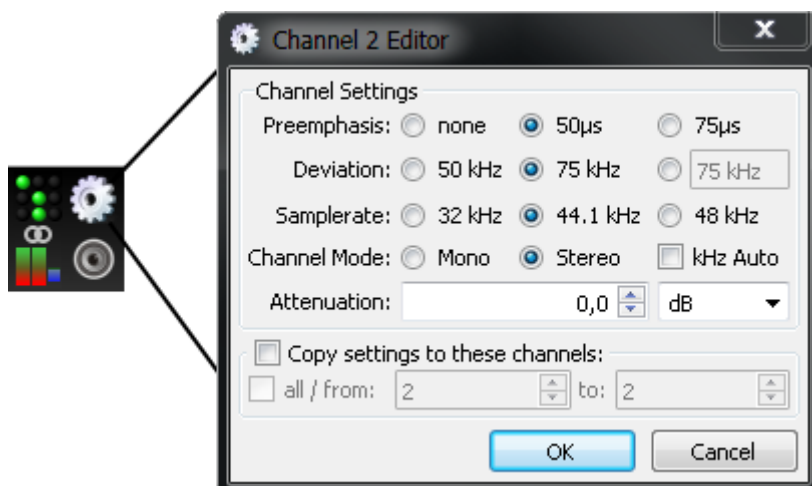 Channel 2 Editor
x
Channel Settings
Preemphasis: none 50µs 75µs
Deviation: 50 kHz 75 kHz 75 kHz
Samplerate: 32 kHz 44.1 kHz 48 kHz
Channel Mode: Mono Stereo kHz Auto
Attenuation: 0,0 dB
Copy settings to these channels:
all / from: 2 to: 2
OK Cancel